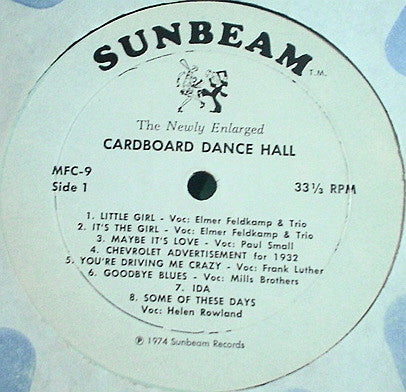 SUNBEAM T.M.
The Newly Enlarged
CARDBOARD DANCE HALL
MFC-9
Side 1
33⅓ RPM
1. LITTLE GIRL - Voc: Elmer Feldkamp & Trio
2. IT'S THE GIRL - Voc: Elmer Feldkamp & Trio
3. MAYBE IT'S LOVE - Voc: Paul Small
4. CHEVROLET ADVERTISEMENT for 1932
5. YOU'RE DRIVING ME CRAZY - Voc: Frank Luther
6. GOODBYE BLUES - Voc: Mills Brothers
7. IDA
8. SOME OF THESE DAYS
Voc: Helen Rowland
℗ 1974 Sunbeam Records